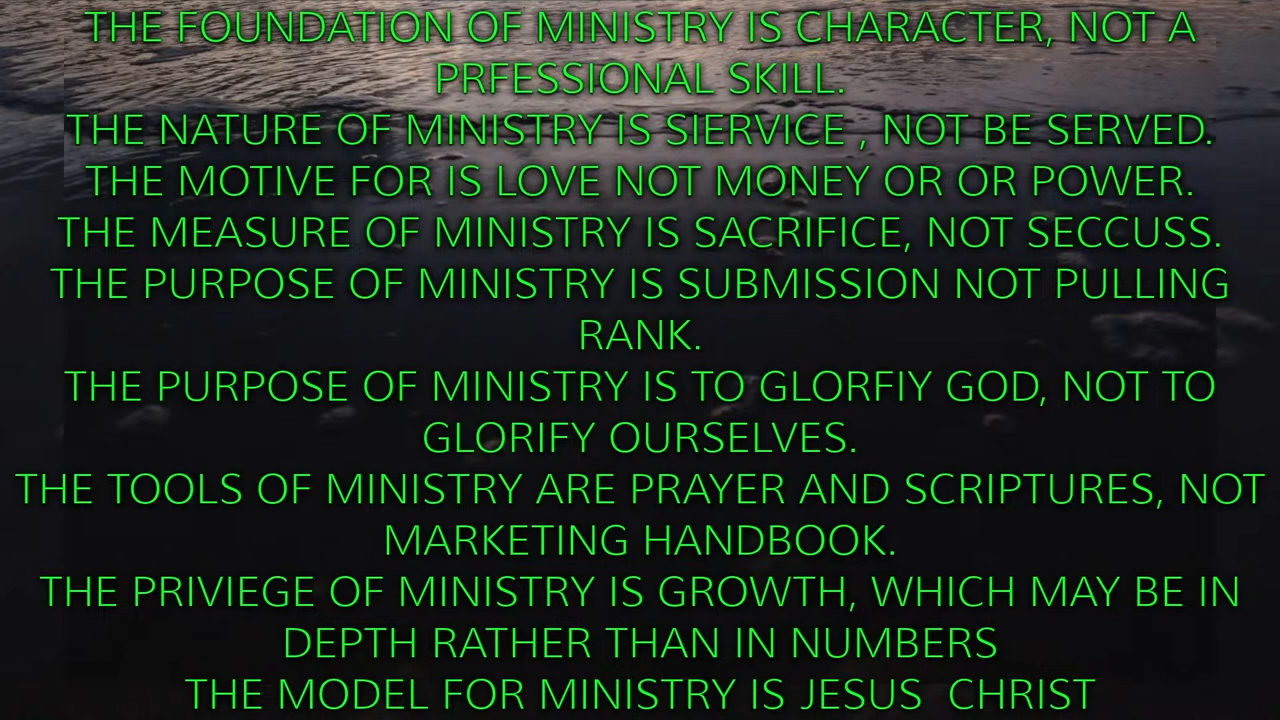 THE FOUNDATION OF MINISTRY IS CHARACTER, NOT A
PRFESSIONAL SKILL.
THE NATURE OF MINISTRY IS SIERVICE , NOT BE SERVED.
THE MOTIVE FOR IS LOVE NOT MONEY OR OR POWER.
THE MEASURE OF MINISTRY IS SACRIFICE, NOT SECCUSS.
THE PURPOSE OF MINISTRY IS SUBMISSION NOT PULLING
RANK.
THE PURPOSE OF MINISTRY IS TO GLORFIY GOD, NOT TO
GLORIFY OURSELVES.
THE TOOLS OF MINISTRY ARE PRAYER AND SCRIPTURES, NOT
MARKETING HANDBOOK.
THE PRIVIEGE OF MINISTRY IS GROWTH, WHICH MAY BE IN
DEPTH RATHER THAN IN NUMBERS
THE MODEL FOR MINISTRY IS JESUS  CHRIST